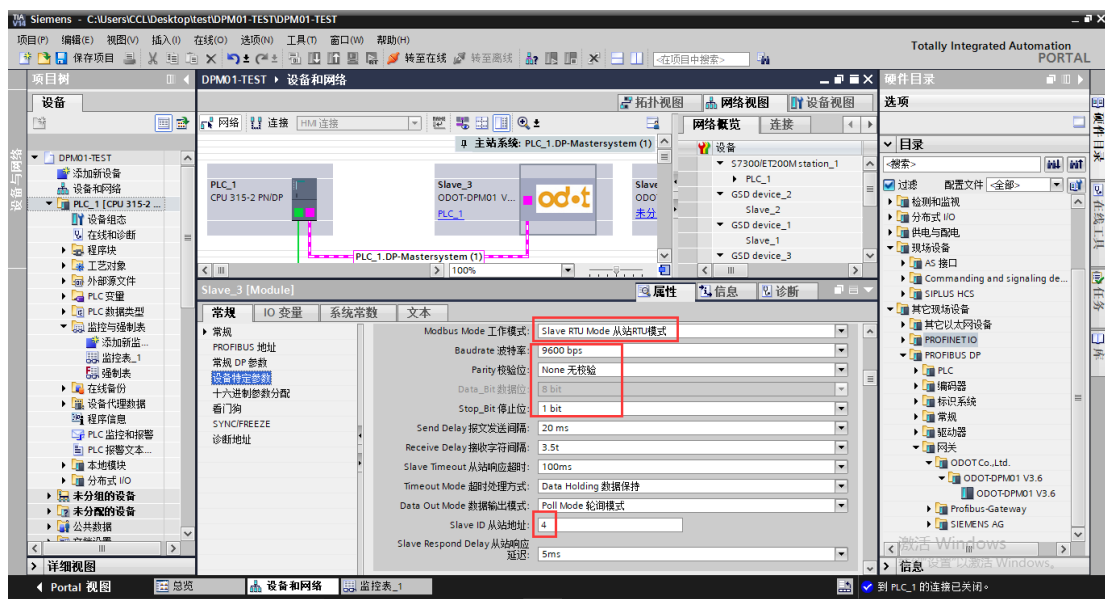 Siemens - C:\Users\CCL\Desktop\test\DPM01-TEST\DPM01-TEST
项目(P) 编辑(E) 视图(V) 插入(I) 在线(O) 选项(N) 工具(T) 窗口(W) 帮助(H)
Totally Integrated Automation
PORTAL
保存项目 转至在线 转至离线 <在项目中搜索>
项目树
DPM01-TEST ▸ 设备和网络
硬件目录
设备
拓扑视图 网络视图 设备视图
选项
网络 连接 HMI 连接
网络概览 连接
主站系统: PLC_1.DP-Mastersystem (1)
设备
目录
<搜索>
过滤 配置文件 <全部>
DPM01-TEST
添加新设备
设备和网络
PLC_1 [CPU 315-2 ...
设备组态
在线和诊断
程序块
工艺对象
外部源文件
PLC 变量
PLC 数据类型
监控与强制表
添加新监...
监控表_1
强制表
在线备份
设备代理数据
程序信息
PLC 监控和报警
PLC 报警文本...
本地模块
分布式 I/O
未分组的设备
未分配的设备
公共数据
详细视图
PLC_1
CPU 315-2 PN/DP
Slave_3
ODOT-DPM01 V...
PLC_1
odot
Slave
ODO
未分
PLC_1.DP-Mastersystem (1)
100%
S7300/ET200M station_1
PLC_1
GSD device_2
Slave_2
GSD device_1
Slave_1
GSD device_3
Slave_3 [Module]
属性 信息 诊断
常规 IO 变量 系统常数 文本
常规
PROFIBUS 地址
常规 DP 参数
设备特定参数
十六进制参数分配
看门狗
SYNC/FREEZE
诊断地址
Modbus Mode 工作模式: Slave RTU Mode 从站RTU模式
Baudrate 波特率: 9600 bps
Parity 校验位: None 无校验
Data_Bit 数据位: 8 bit
Stop_Bit 停止位: 1 bit
Send Delay 报文发送间隔: 20 ms
Receive Delay 接收字符间隔: 3.5t
Slave Timeout 从站响应超时: 100ms
Timeout Mode 超时处理方式: Data Holding 数据保持
Data Out Mode 数据输出模式: Poll Mode 轮询模式
Slave ID 从站地址: 4
Slave Respond Delay 从站响应
延迟: 5ms
检测和监视
分布式 I/O
供电与配电
现场设备
AS 接口
Commanding and signaling de...
SIPLUS HCS
其它现场设备
其它以太网设备
PROFINET IO
PROFIBUS DP
PLC
编码器
标识系统
常规
驱动器
网关
ODOT Co.,Ltd.
ODOT-DPM01 V3.6
ODOT-DPM01 V3.6
Profibus-Gateway
SIEMENS AG
激活 Windows
信息
设备与网络
硬件目录
在线工具
任务
库
Portal 视图 总览 设备和网络 监控表_1
到 PLC_1 的连接已关闭。